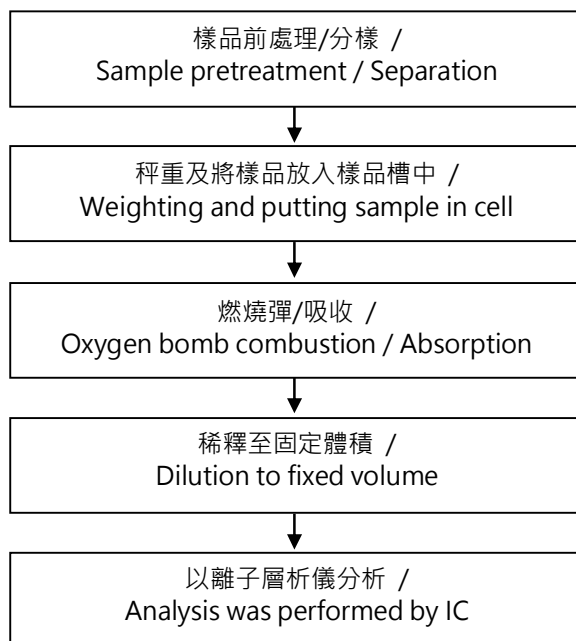 樣品前處理/分樣 /
Sample pretreatment / Separation
秤重及將樣品放入樣品槽中 /
Weighting and putting sample in cell
燃燒彈/吸收 /
Oxygen bomb combustion / Absorption
稀釋至固定體積 /
Dilution to fixed volume
以離子層析儀分析 /
Analysis was performed by IC